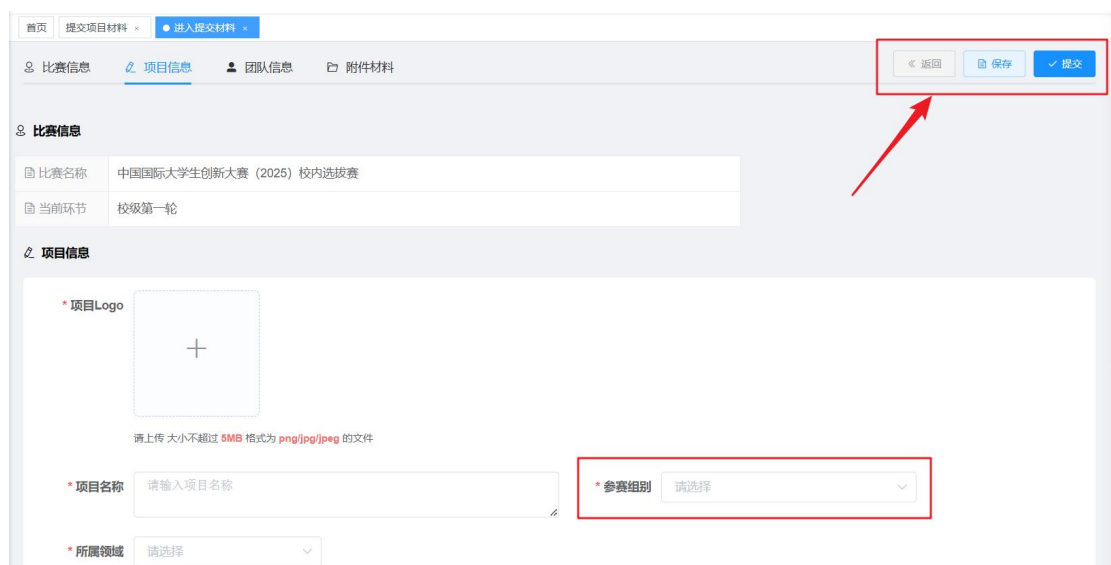 首页 提交项目材料 × 进入提交材料 ×
比赛信息 项目信息 团队信息 附件材料 返回 保存 提交
比赛信息
比赛名称 中国国际大学生创新大赛（2025）校内选拔赛
当前环节 校级第一轮
项目信息
* 项目Logo
请上传 大小不超过 5MB 格式为 png/jpg/jpeg 的文件
* 项目名称 请输入项目名称 * 参赛组别 请选择
* 所属领域 请选择